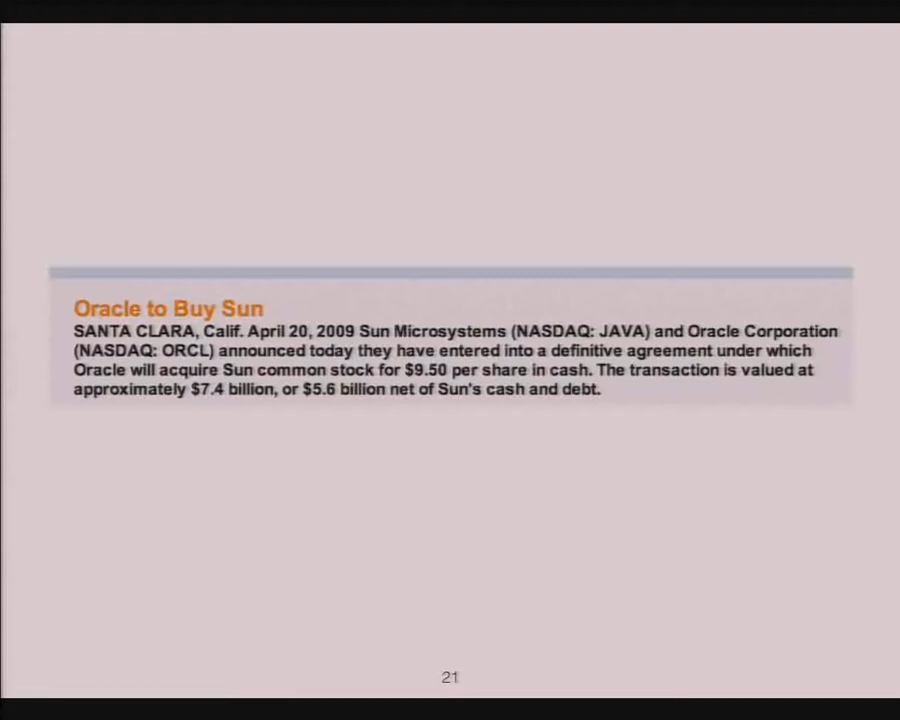 Oracle to Buy Sun
SANTA CLARA, Calif. April 20, 2009 Sun Microsystems (NASDAQ: JAVA) and Oracle Corporation
(NASDAQ: ORCL) announced today they have entered into a definitive agreement under which
Oracle will acquire Sun common stock for $9.50 per share in cash. The transaction is valued at
approximately $7.4 billion, or $5.6 billion net of Sun's cash and debt.
21